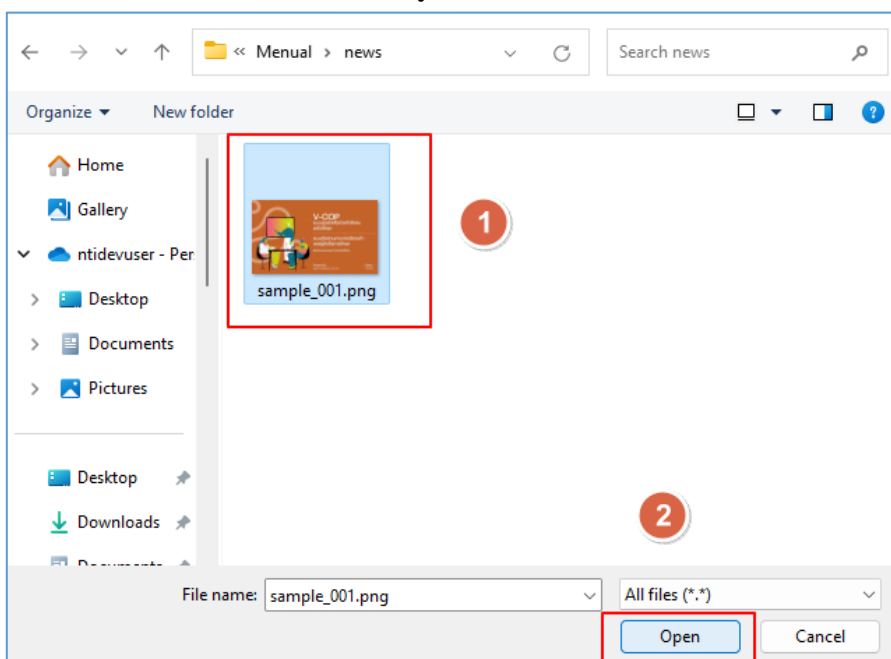 « Menual > news
Search news
Organize
New folder
Home
Gallery
ntidevuser - Per
Desktop
Documents
Pictures
Desktop
Downloads
V-COP
sample_001.png
1
2
File name:
sample_001.png
All files (*.*)
Open
Cancel